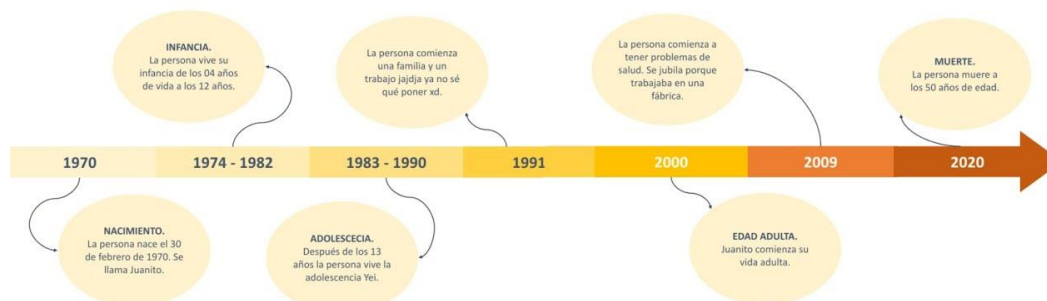 INFANCIA.
La persona vive su
infancia de los 04 años
de vida a los 12 años.
La persona comienza
una familia y un
trabajo jajdja ya no sé
qué poner xd.
La persona comienza a
tener problemas de
salud. Se jubila porque
trabajaba en una
fábrica.
MUERTE.
La persona muere a
los 50 años de edad.
1970
1974 - 1982
1983 - 1990
1991
2000
2009
2020
NACIMIENTO.
La persona nace el 30
de febrero de 1970. Se
llama Juanito.
ADOLESCECIA.
Después de los 13
años la persona vive la
adolescencia Yei.
EDAD ADULTA.
Juanito comienza su
vida adulta.